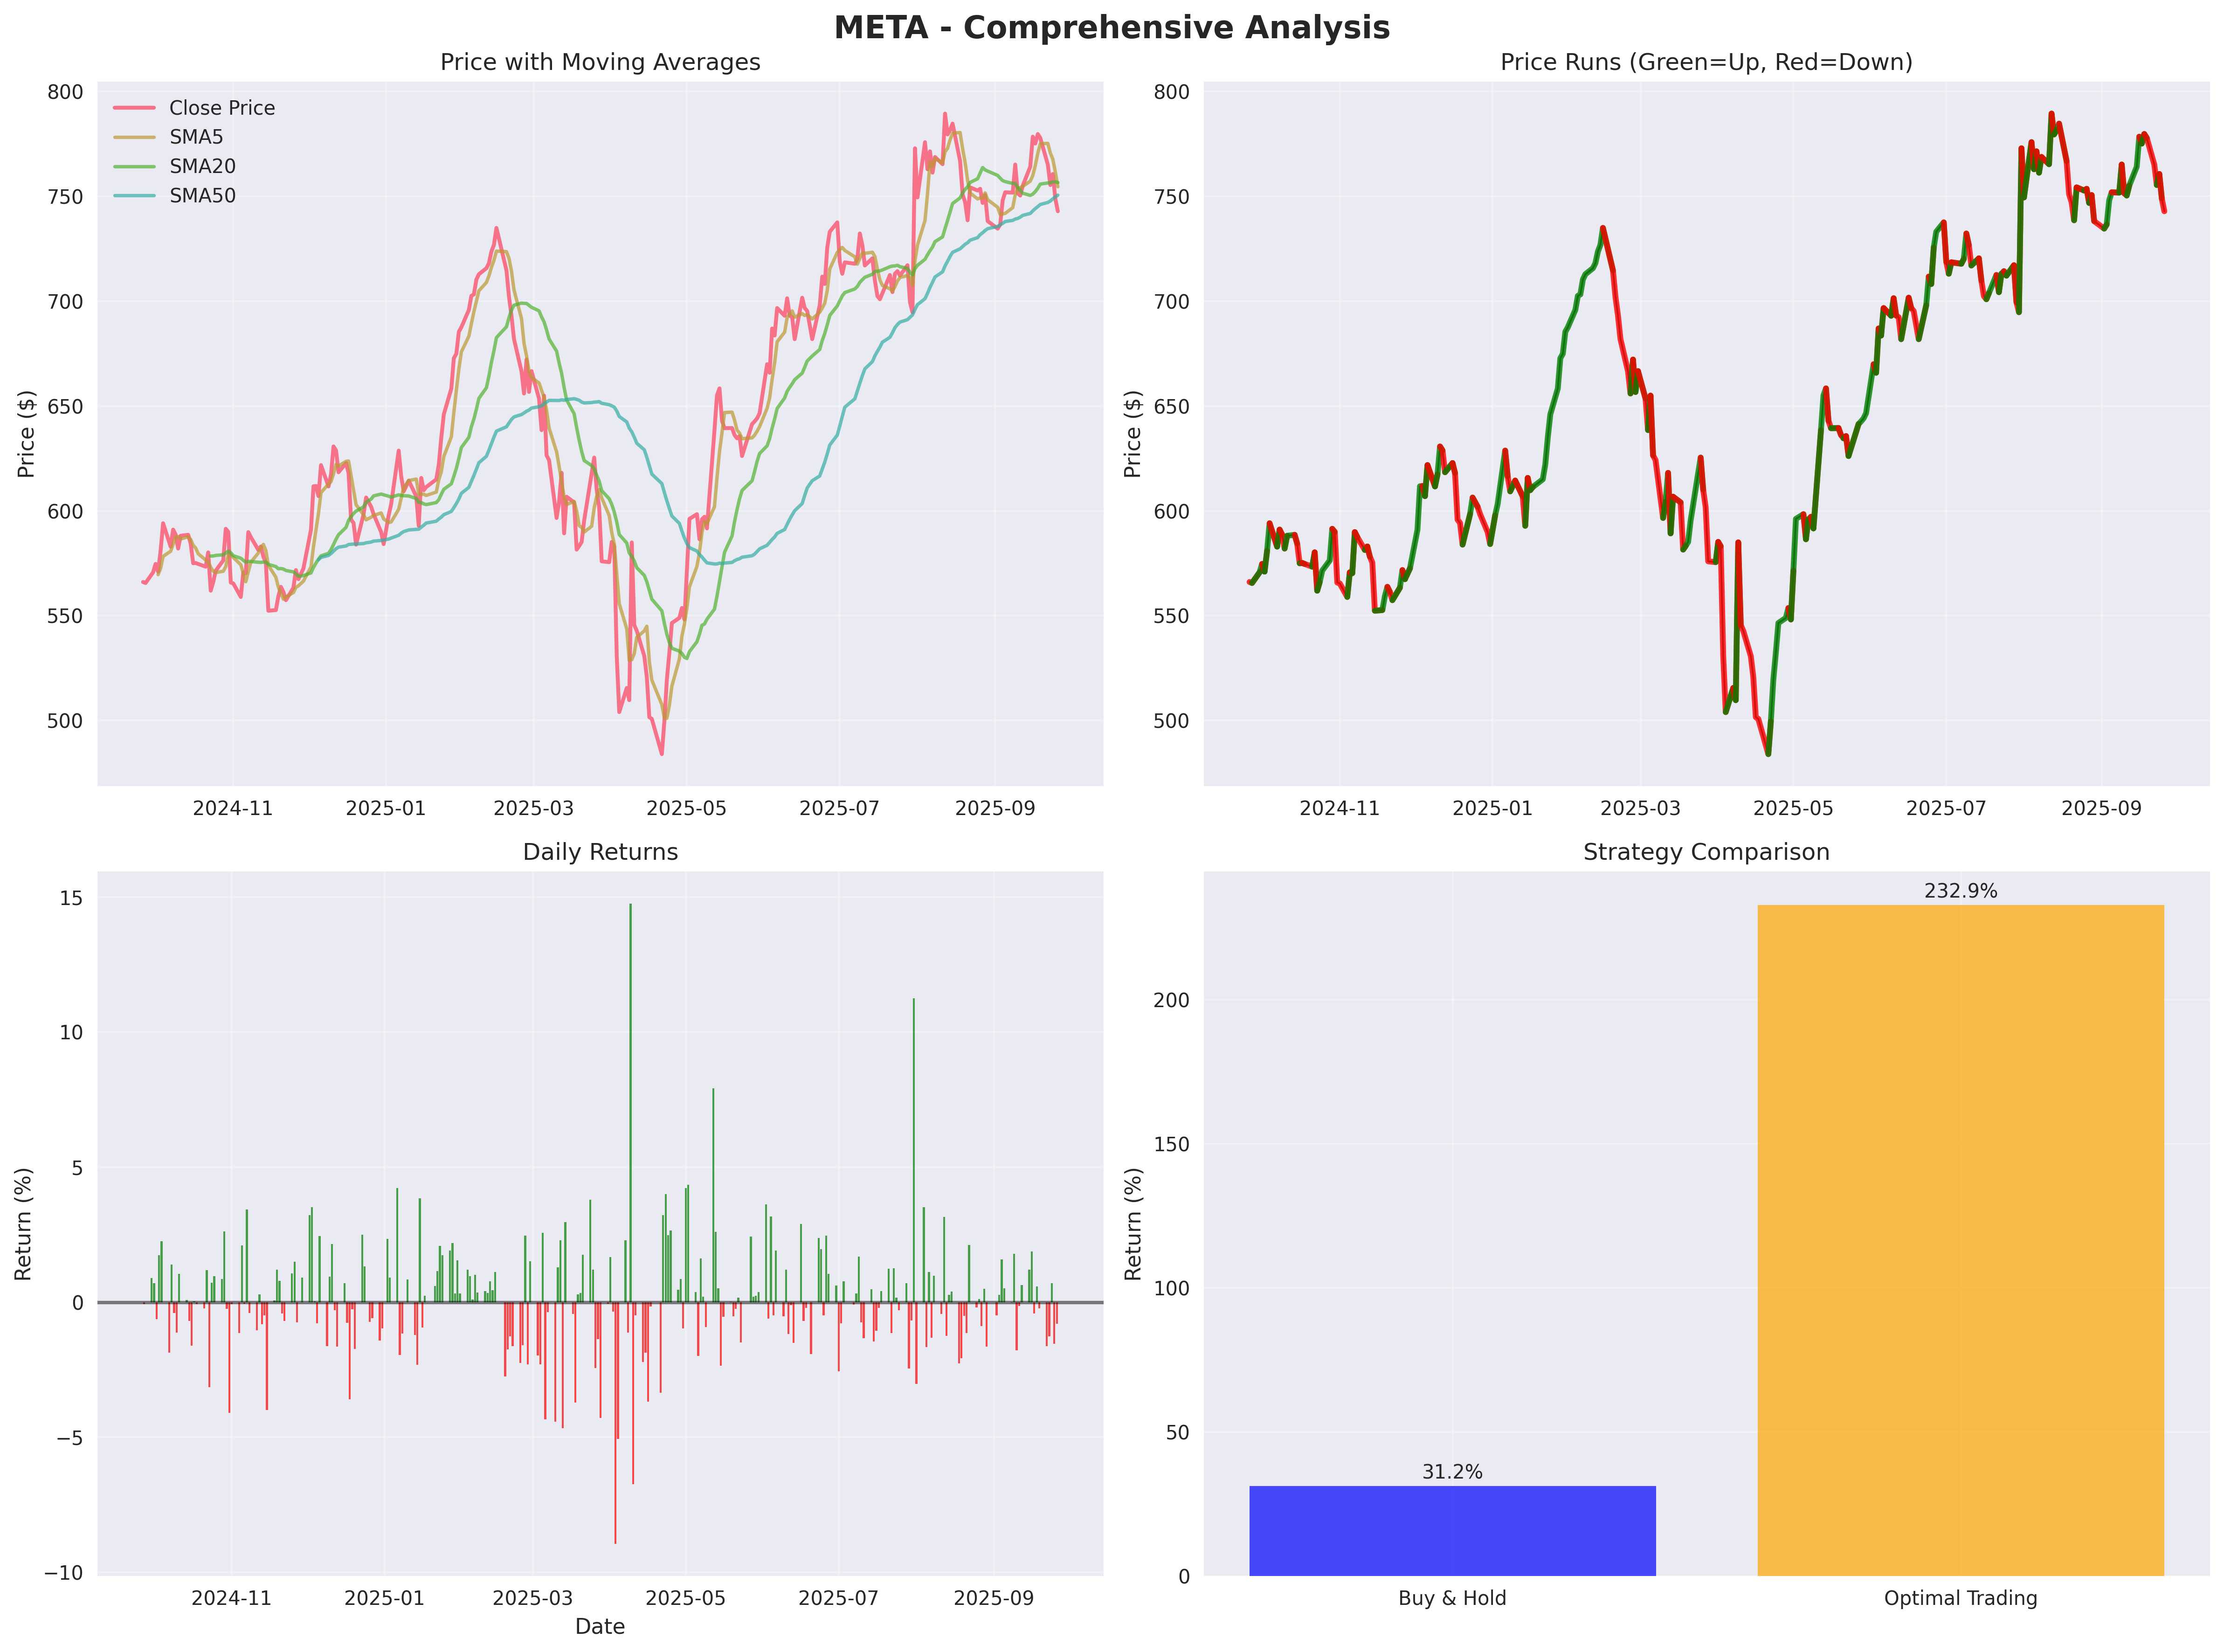 META - Comprehensive Analysis
Price with Moving Averages
Price ($)
800
750
700
650
600
550
500
Close Price
SMA5
SMA20
SMA50
2024-11 2025-01 2025-03 2025-05 2025-07 2025-09
Price Runs (Green=Up, Red=Down)
Price ($)
800
750
700
650
600
550
500
2024-11 2025-01 2025-03 2025-05 2025-07 2025-09
Daily Returns
Return (%)
15
10
5
0
−5
−10
2024-11 2025-01 2025-03 2025-05 2025-07 2025-09
Date
Strategy Comparison
Return (%)
200
150
100
50
0
232.9%
31.2%
Buy & Hold Optimal Trading